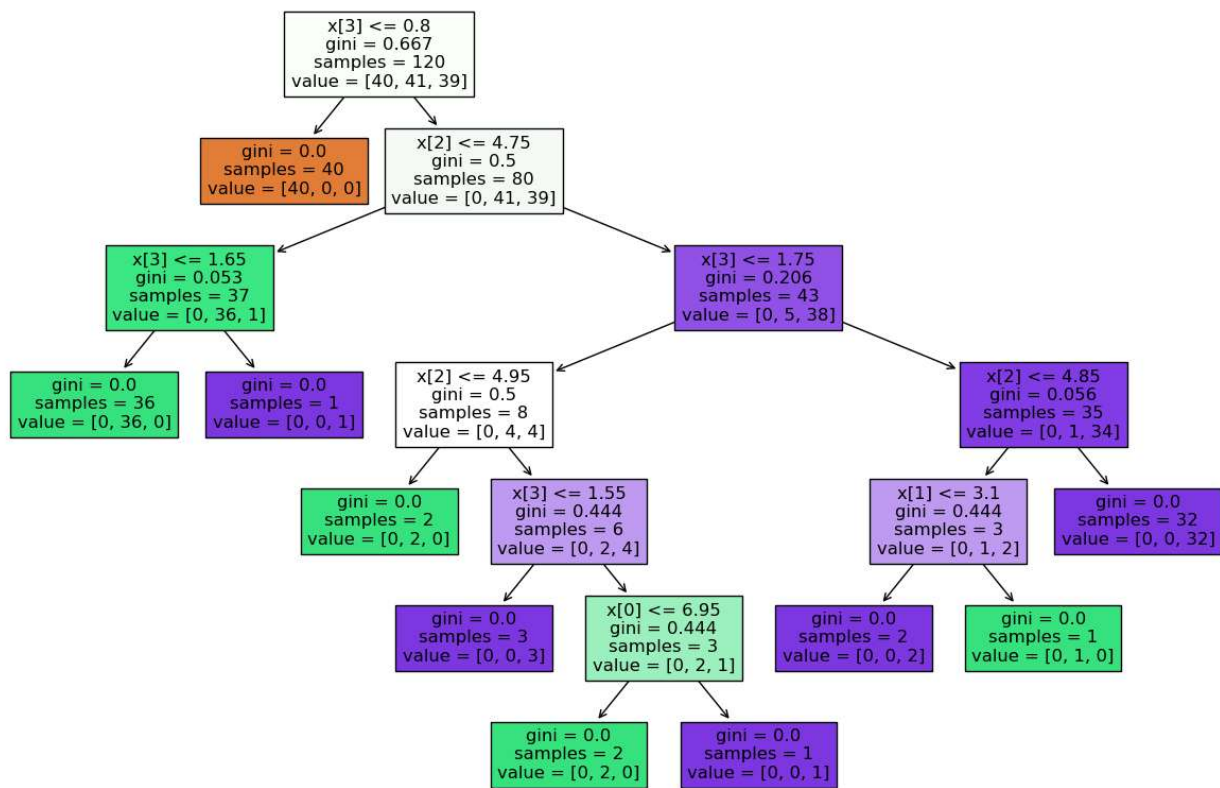 x[3] <= 0.8
gini = 0.667
samples = 120
value = [40, 41, 39]
gini = 0.0
samples = 40
value = [40, 0, 0]
x[2] <= 4.75
gini = 0.5
samples = 80
value = [0, 41, 39]
x[3] <= 1.65
gini = 0.053
samples = 37
value = [0, 36, 1]
x[3] <= 1.75
gini = 0.206
samples = 43
value = [0, 5, 38]
gini = 0.0
samples = 36
value = [0, 36, 0]
gini = 0.0
samples = 1
value = [0, 0, 1]
x[2] <= 4.95
gini = 0.5
samples = 8
value = [0, 4, 4]
x[2] <= 4.85
gini = 0.056
samples = 35
value = [0, 1, 34]
gini = 0.0
samples = 2
value = [0, 2, 0]
x[3] <= 1.55
gini = 0.444
samples = 6
value = [0, 2, 4]
x[1] <= 3.1
gini = 0.444
samples = 3
value = [0, 1, 2]
gini = 0.0
samples = 32
value = [0, 0, 32]
gini = 0.0
samples = 3
value = [0, 0, 3]
x[0] <= 6.95
gini = 0.444
samples = 3
value = [0, 2, 1]
gini = 0.0
samples = 2
value = [0, 0, 2]
gini = 0.0
samples = 1
value = [0, 1, 0]
gini = 0.0
samples = 2
value = [0, 2, 0]
gini = 0.0
samples = 1
value = [0, 0, 1]